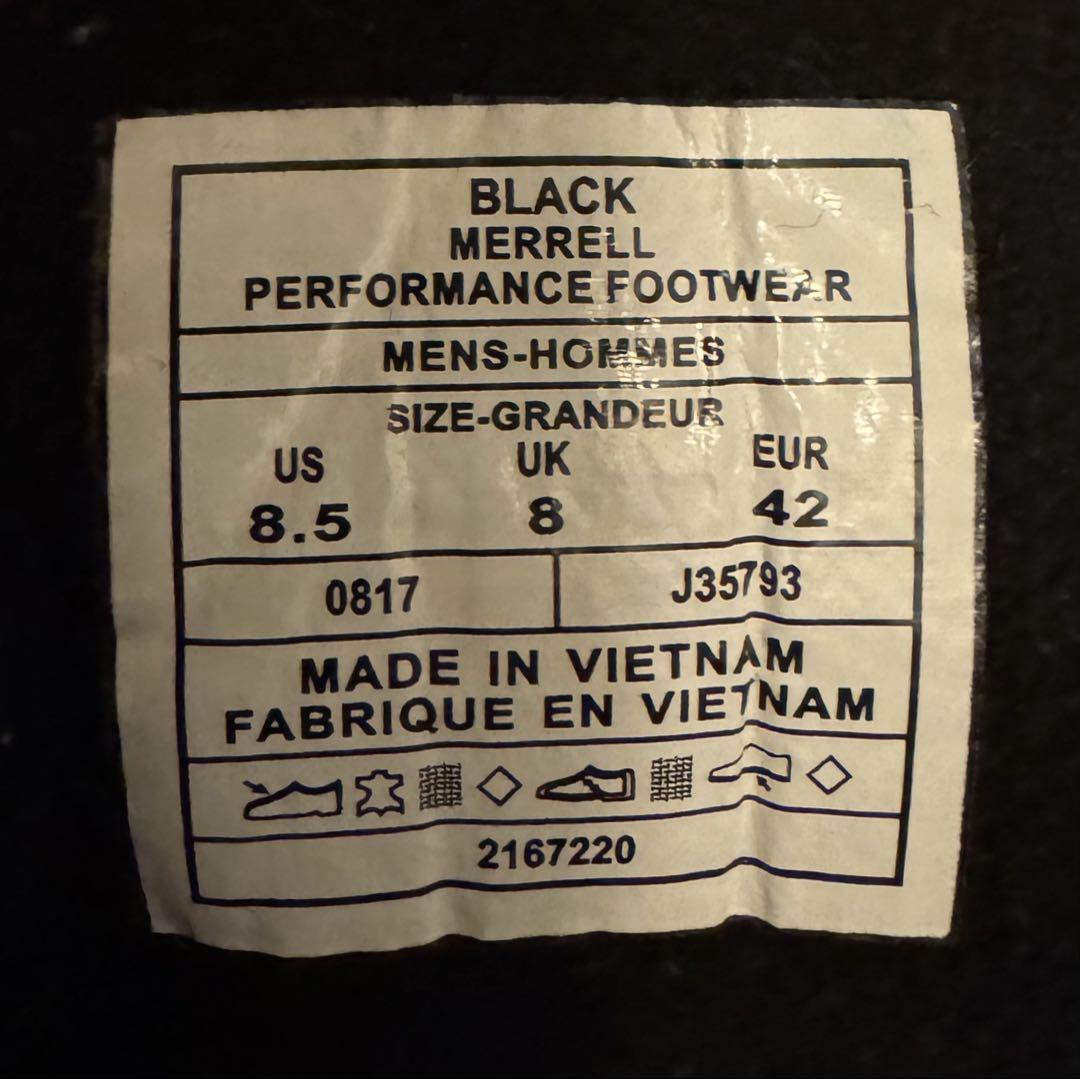 BLACK
MERRELL
PERFORMANCE FOOTWEAR
MENS-HOMMES
SIZE-GRANDEUR
US UK EUR
8.5 8 42
0817 J35793
MADE IN VIETNAM
FABRIQUE EN VIETNAM
2167220